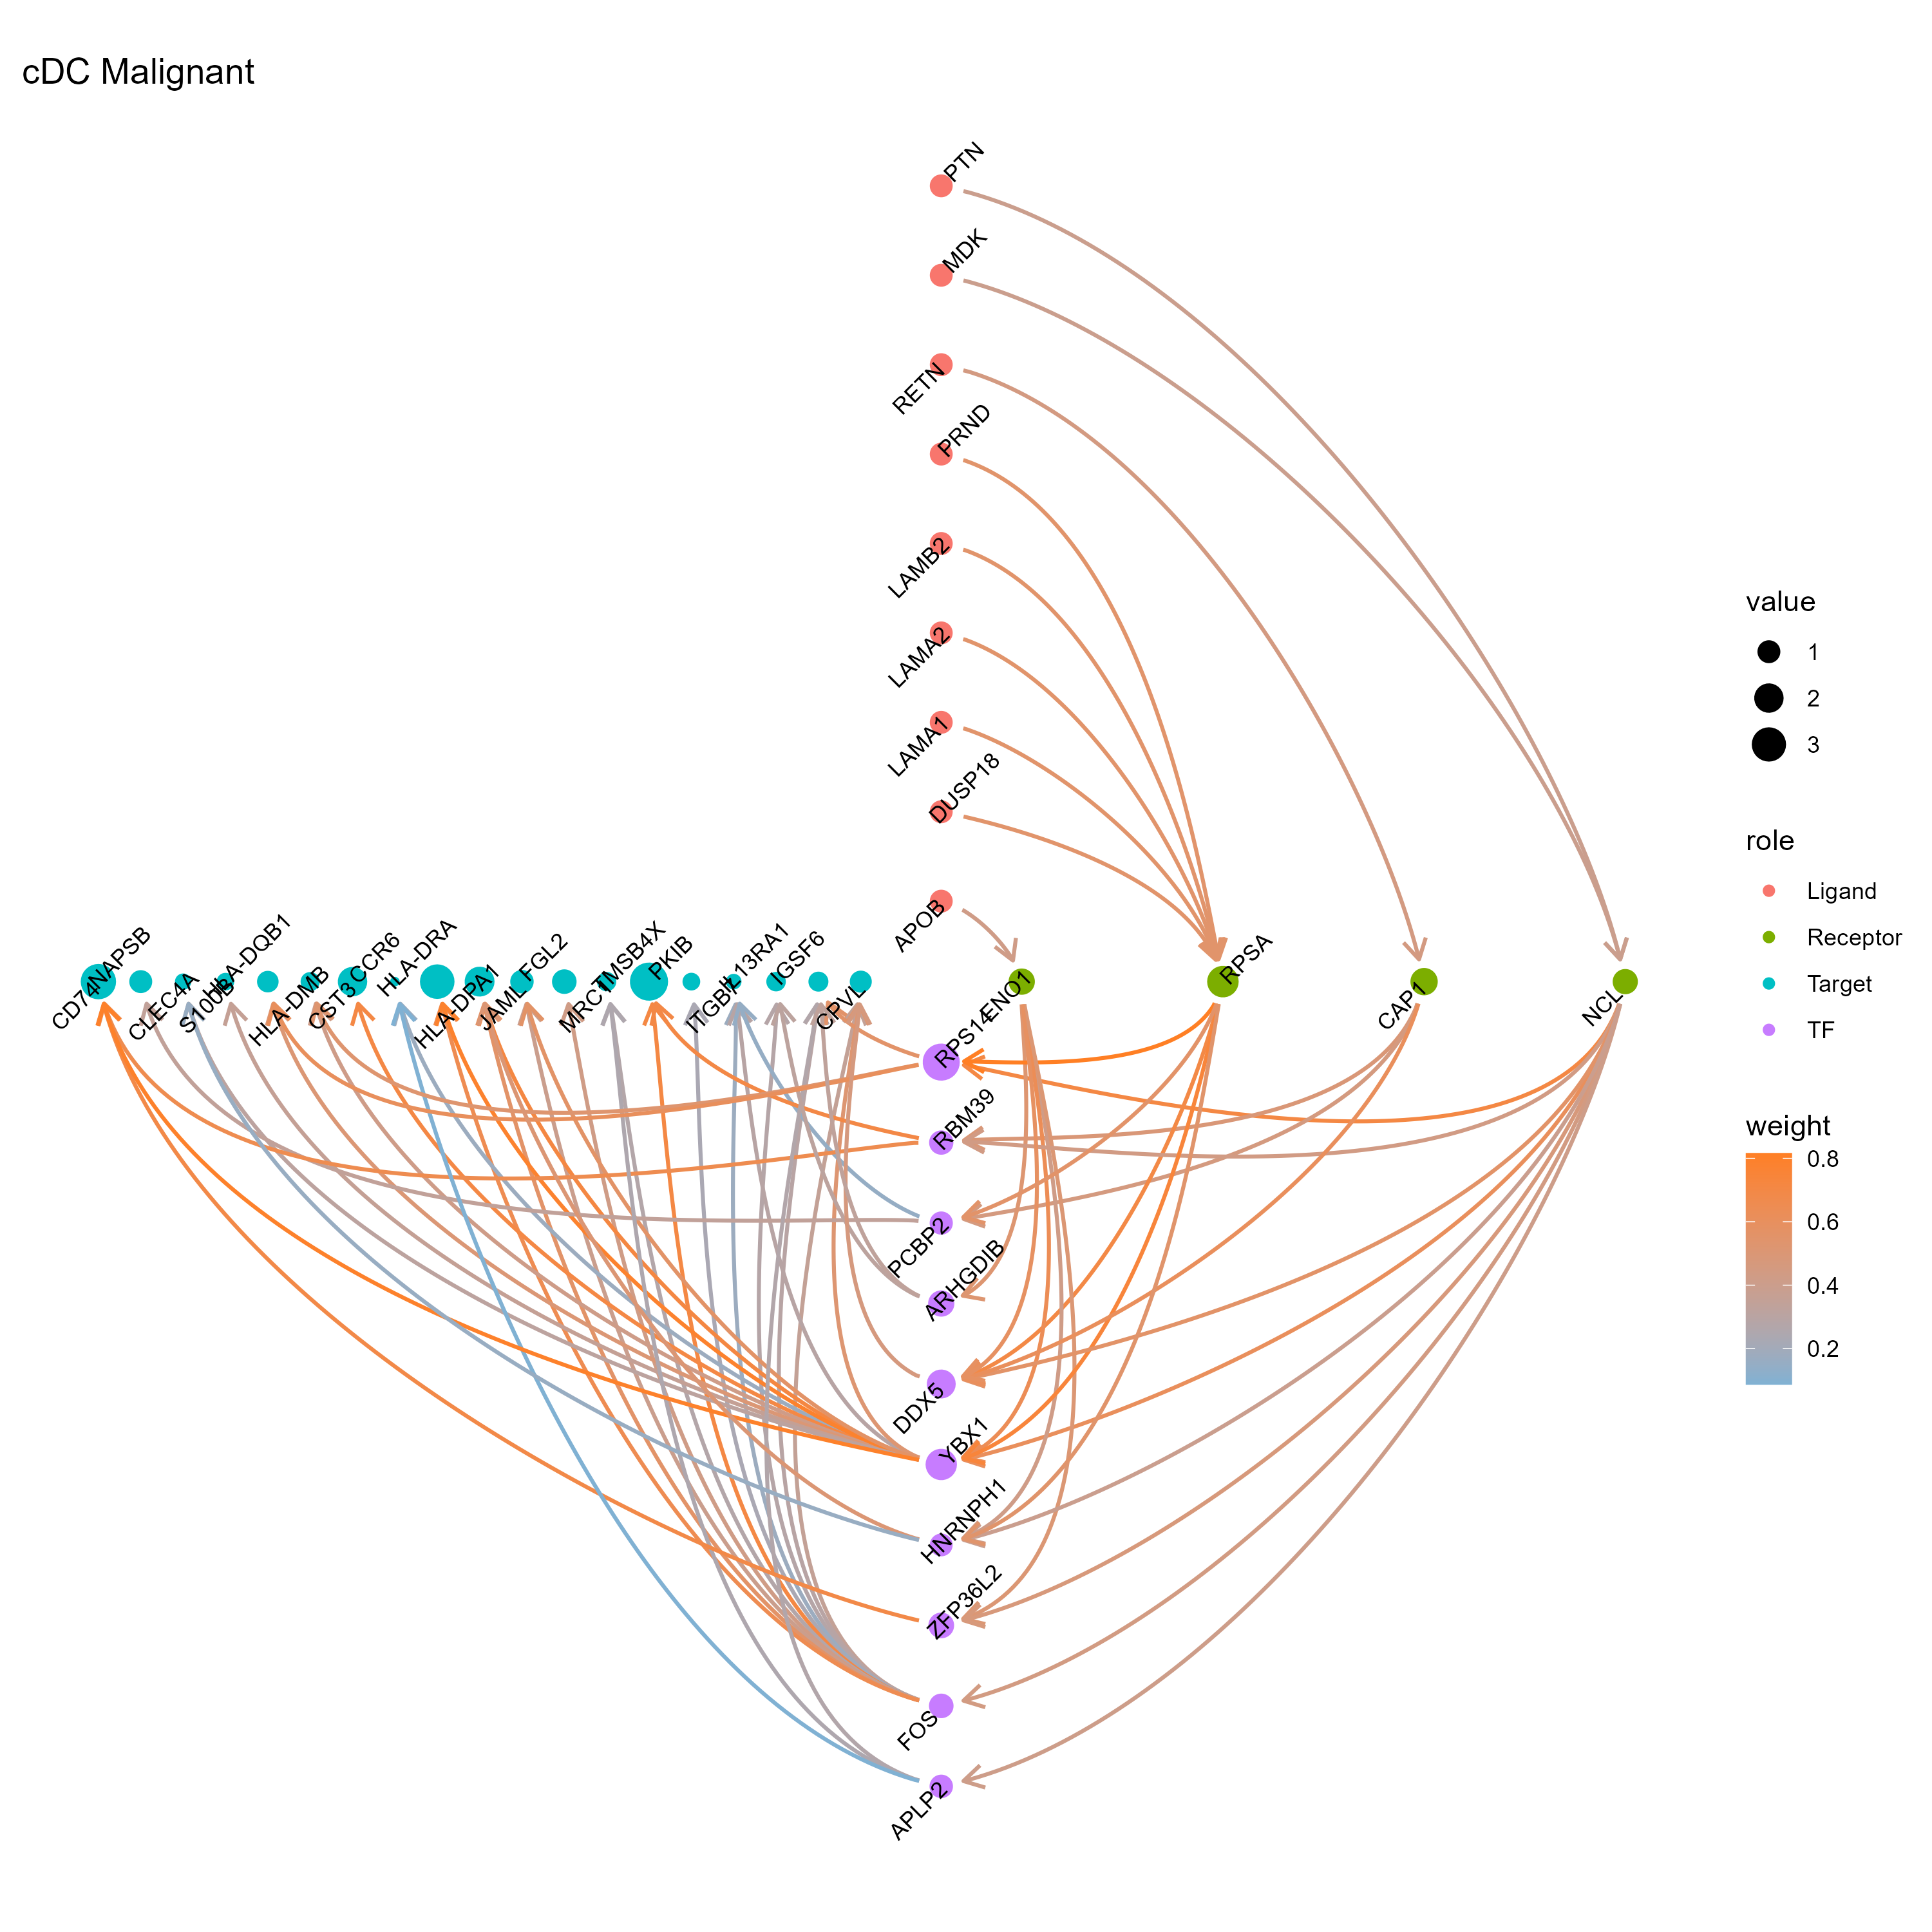 cDC Malignant
PTN
MDK
RETN
PRND
LAMB2
LAMA2
LAMA1
DUSP18
APOB
CD74
NAPSB
CLEC4A
S100B
HLA-DQB1
HLA-DMB
CST3
CCR6
HLA-DRA
HLA-DPA1
JAML
FGL2
MRC1
TMSB4X
PKIB
ITGB7
IL13RA1
IGSF6
CPVL
ENO1
RPSA
CAP1
NCL
RPS14
RBM39
PCBP2
ARHGDIB
DDX5
YBX1
HNRNPH1
ZFP36L2
FOS
APLP2
value
1
2
3
role
Ligand
Receptor
Target
TF
weight
0.8
0.6
0.4
0.2